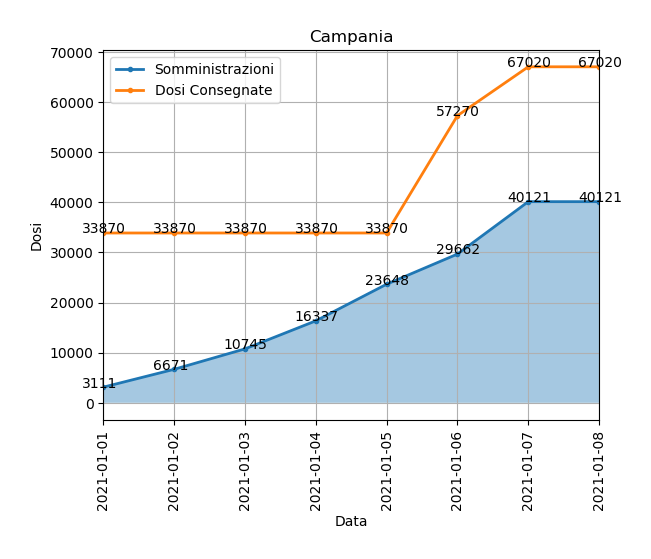 Campania
70000
60000
50000
40000
30000
20000
10000
0
Dosi
Somministrazioni
Dosi Consegnate
33870 33870 33870 33870 33870 57270 67020 67020
3111 6671 10745 16337 23648 29662 40121 40121
2021-01-01 2021-01-02 2021-01-03 2021-01-04 2021-01-05 2021-01-06 2021-01-07 2021-01-08
Data